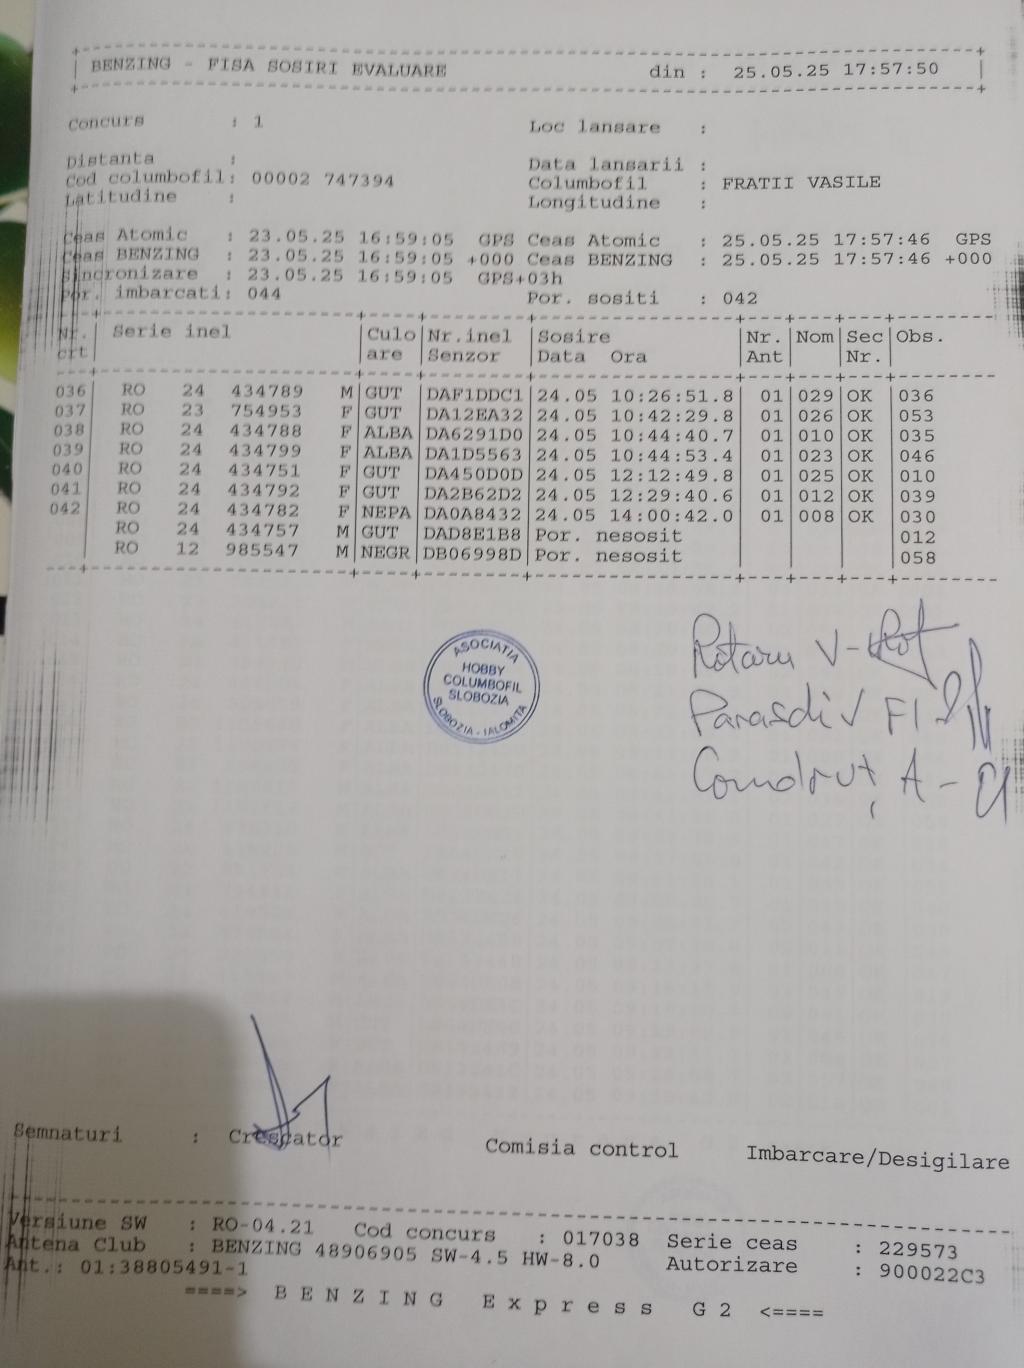 BENZING - FISA SOSIRI EVALUARE din : 25.05.25 17:57:50
Concurs : 1 Loc lansare :
Distanta : Data lansarii :
Cod columbofil: 00002 747394 Columbofil : FRATII VASILE
Latitudine : Longitudine :
Ceas Atomic : 23.05.25 16:59:05 GPS Ceas Atomic : 25.05.25 17:57:46 GPS
Ceas BENZING : 23.05.25 16:59:05 +000 Ceas BENZING : 25.05.25 17:57:46 +000
Sincronizare : 23.05.25 16:59:05 GPS+03h
Por. imbarcati: 044 Por. sositi : 042
Nr. Serie inel Culo Nr.inel Sosire Nr. Nom Sec Obs.
crt are Senzor Data Ora Ant Nr.
036 RO 24 434789 M GUT DAF1DDC1 24.05 10:26:51.8 01 029 OK 036
037 RO 23 754953 F GUT DA12EA32 24.05 10:42:29.8 01 026 OK 053
038 RO 24 434788 F ALBA DA6291D0 24.05 10:44:40.7 01 010 OK 035
039 RO 24 434799 F ALBA DA1D5563 24.05 10:44:53.4 01 023 OK 046
040 RO 24 434751 F GUT DA450D0D 24.05 12:12:49.8 01 025 OK 010
041 RO 24 434792 F GUT DA2B62D2 24.05 12:29:40.6 01 012 OK 039
042 RO 24 434782 F NEPA DA0A8432 24.05 14:00:42.0 01 008 OK 030
RO 24 434757 M GUT DAD8E1B8 Por. nesosit 012
RO 12 985547 M NEGR DB06998D Por. nesosit 058
ASOCIATIA
HOBBY
COLUMBOFIL
SLOBOZIA
SLOBOZIA - IALOMITA
Rotaru V-
Parasdiv FI
Comdruț A-
Semnaturi : Crescator Comisia control Imbarcare/Desigilare
Versiune SW : RO-04.21 Cod concurs : 017038 Serie ceas : 229573
Antena Club : BENZING 48906905 SW-4.5 HW-8.0 Autorizare : 900022C3
Ant.: 01:38805491-1
====> B E N Z I N G E x p r e s s G 2 <====